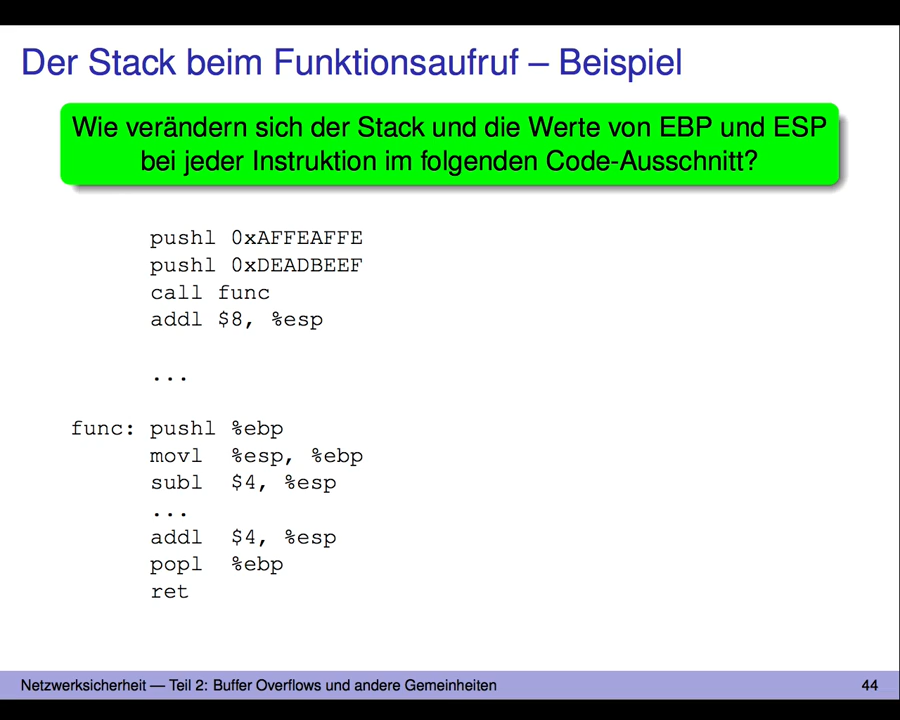 Der Stack beim Funktionsaufruf – Beispiel
Wie verändern sich der Stack und die Werte von EBP und ESP
bei jeder Instruktion im folgenden Code-Ausschnitt?
pushl 0xAFFEAFFE
pushl 0xDEADBEEF
call func
addl $8, %esp
...
func: pushl %ebp
movl %esp, %ebp
subl $4, %esp
...
addl $4, %esp
popl %ebp
ret
Netzwerksicherheit — Teil 2: Buffer Overflows und andere Gemeinheiten 44